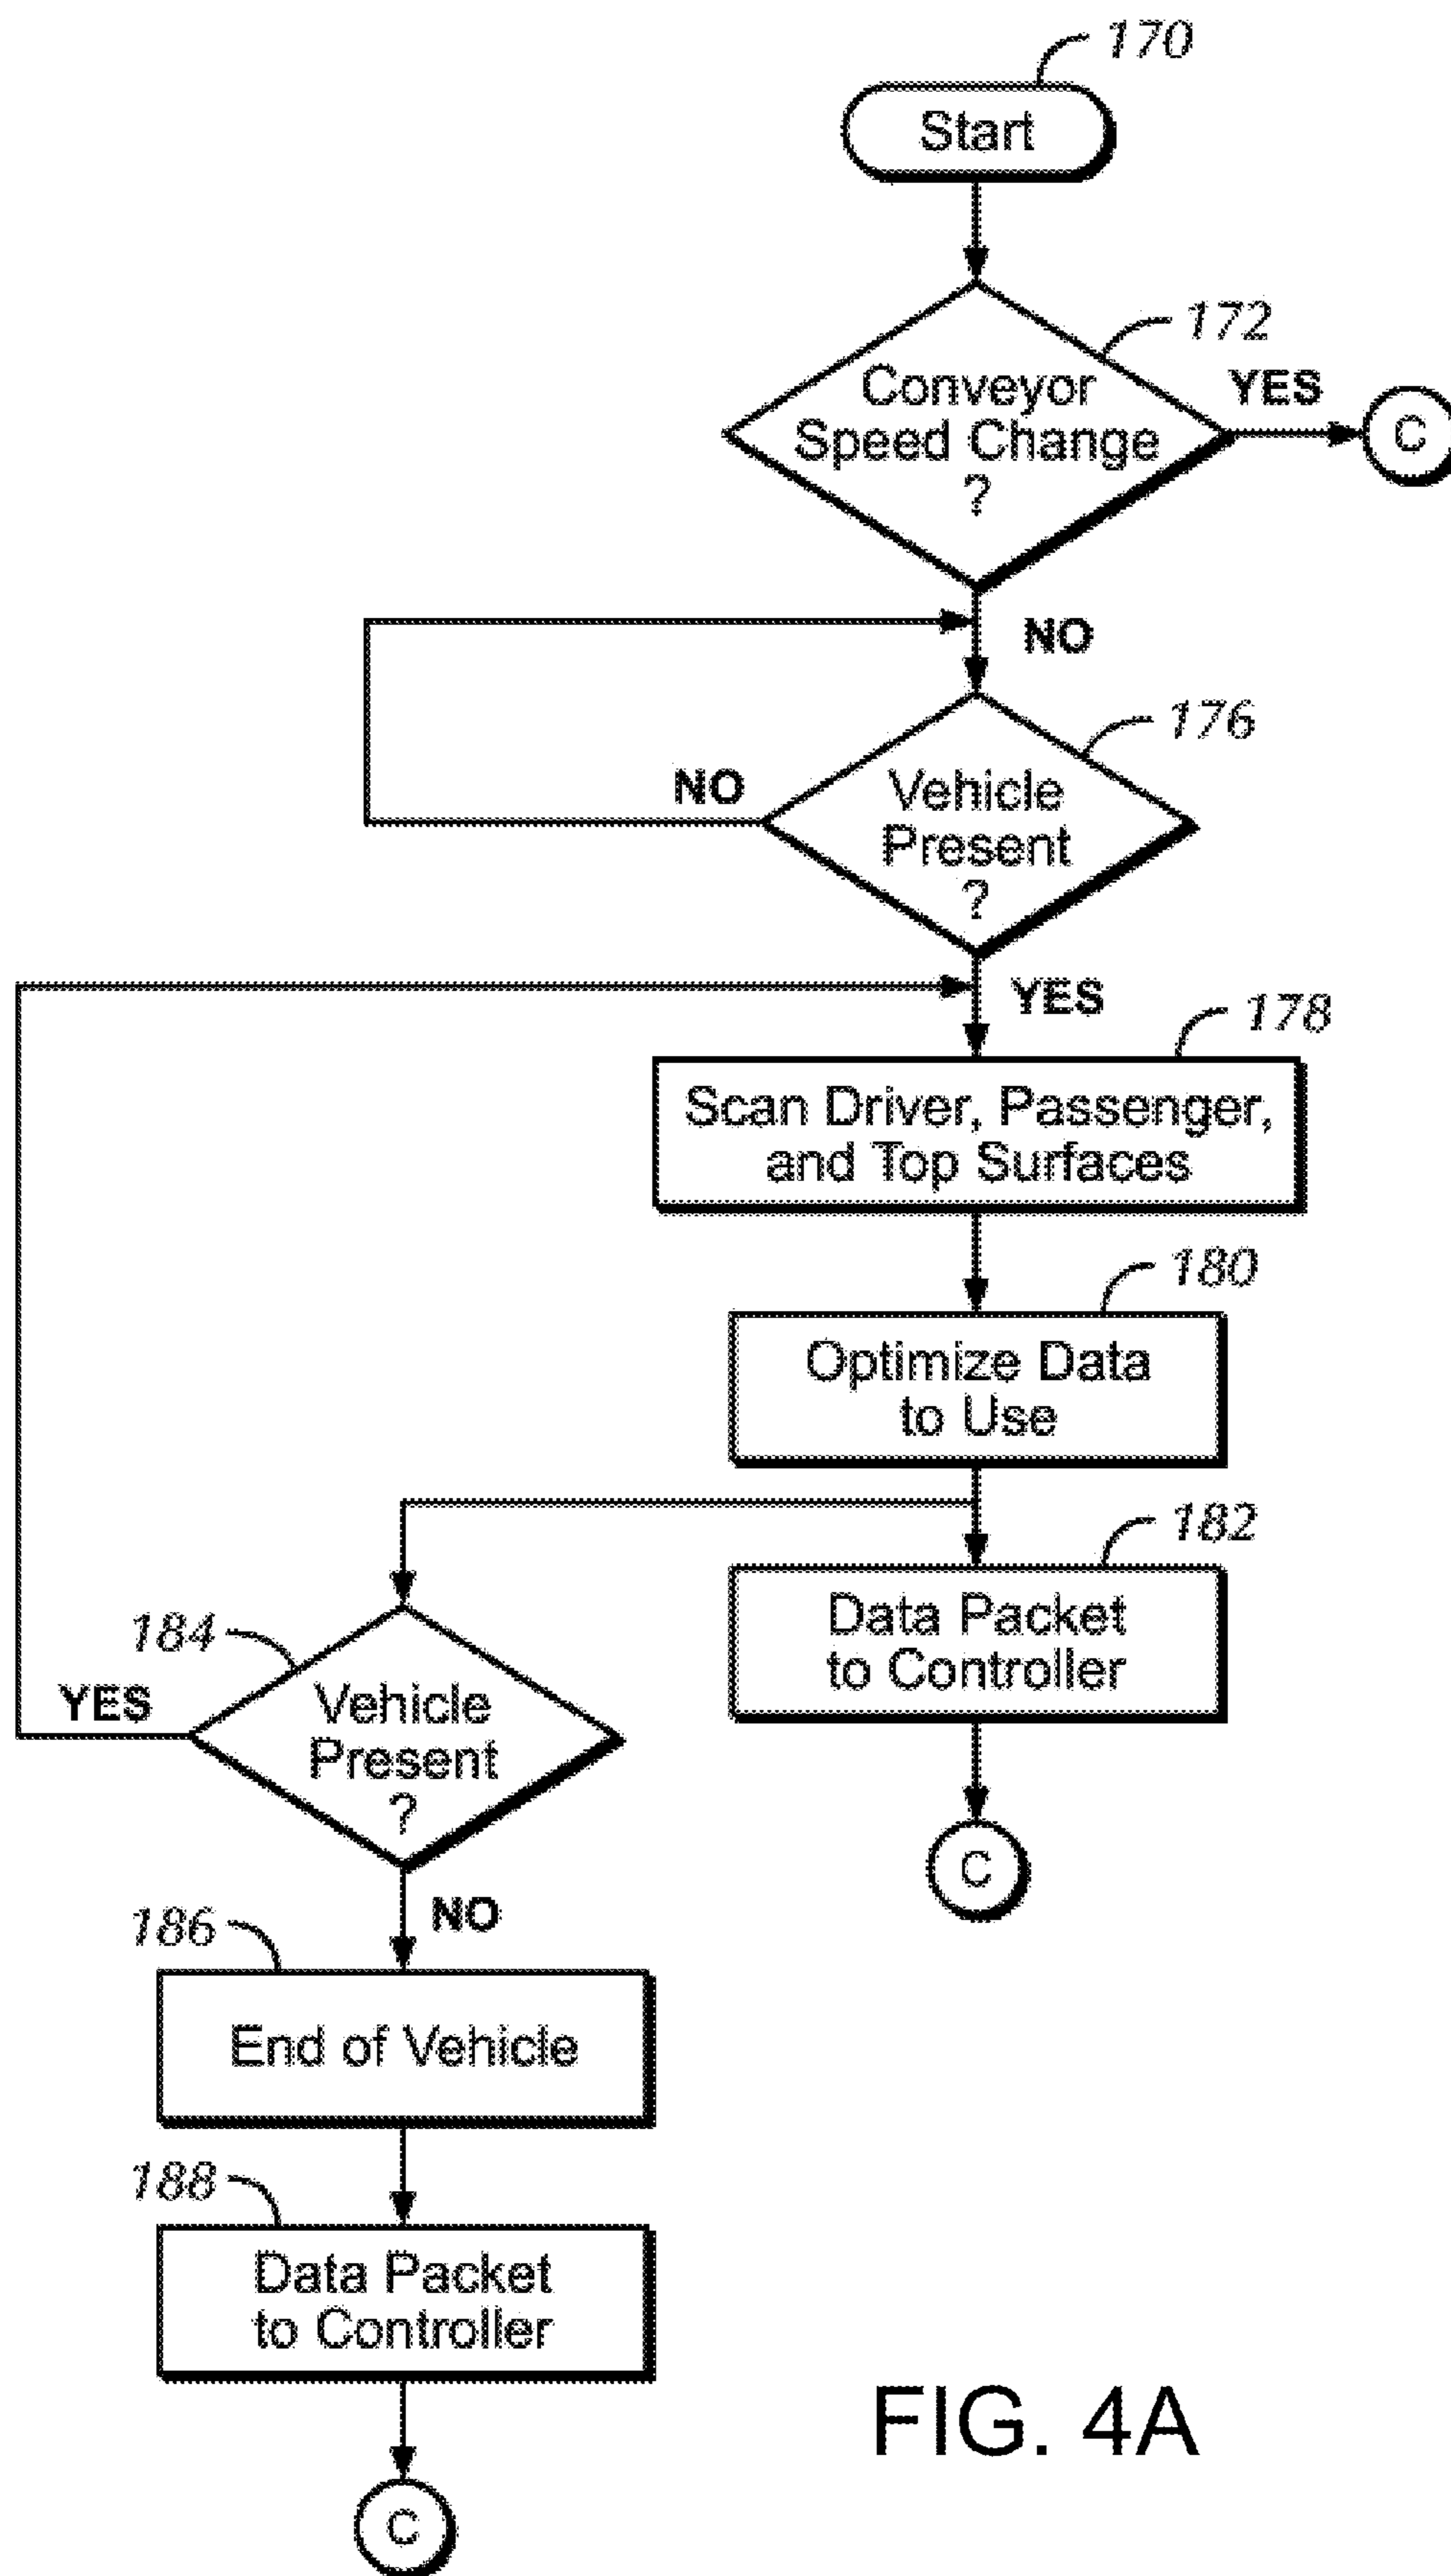 170
Start
172
Conveyor
Speed Change
?
YES
C
NO
176
NO
Vehicle
Present
?
YES
178
Scan Driver, Passenger,
and Top Surfaces
180
Optimize Data
to Use
182
Data Packet
to Controller
C
184
YES
Vehicle
Present
?
NO
186
End of Vehicle
188
Data Packet
to Controller
C
FIG. 4A